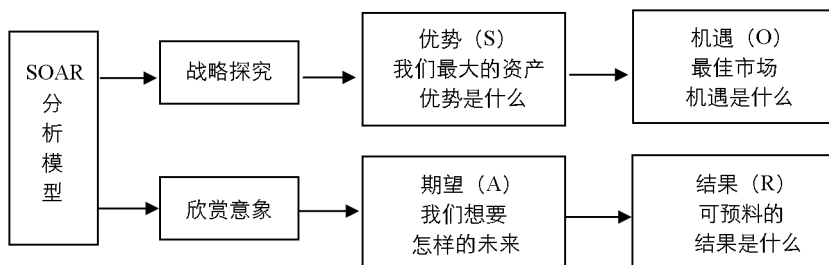 SOAR
分
析
模
型
战略探究
优势（S）
我们最大的资产
优势是什么
机遇（O）
最佳市场
机遇是什么
欣赏意象
期望（A）
我们想要
怎样的未来
结果（R）
可预料的
结果是什么